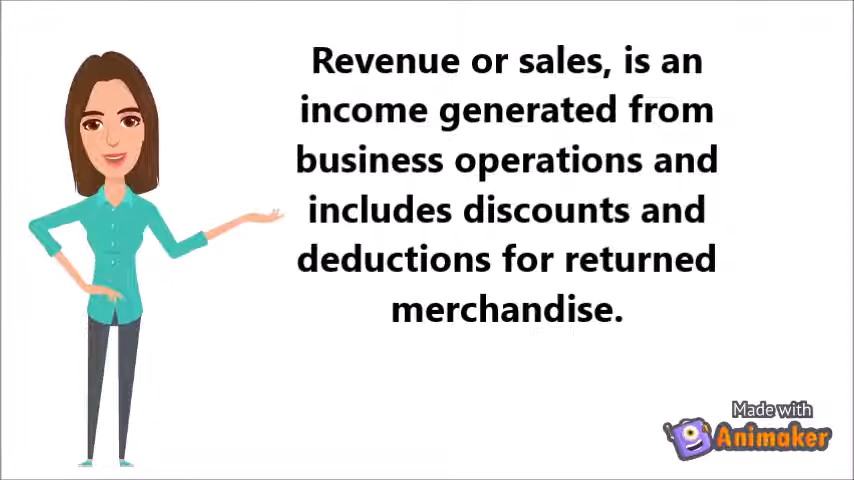 Revenue or sales, is an
income generated from
business operations and
includes discounts and
deductions for returned
merchandise.
Made with
Animaker